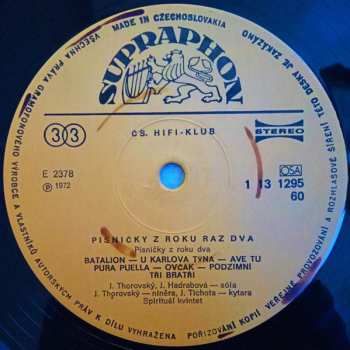 MADE IN CZECHOSLOVAKIA
VŠECHNA PRÁVA GRAMOFONOVÉHO VÝROBCE A VLASTNÍKŮ AUTORSKÝCH PRÁV K DÍLU VYHRAŽENA
POŘIZOVÁNÍ KOPIÍ VEŘEJNÉ PROVOZOVÁNÍ A ROZHLASOVÉ ŠÍŘENÍ TÉTO DESKY JE ZAKÁZÁNO
SUPRAPHON
ČS. HIFI-KLUB
33
STEREO
E 2378
℗ 1972
OSA
1 13 1295
60
PÍSNIČKY Z ROKU RAZ DVA
Písničky z roku dva
BATALION — U KARLOVA TÝNA — AVE TU
PURA PUELLA — OVČÁK — PODZIMNÍ
TŘI BRATŘI
J. Thorovský, J. Hadrabová — sóla
J. Thorovský — niněra, J. Tichota — kytara
Spirituál kvintet